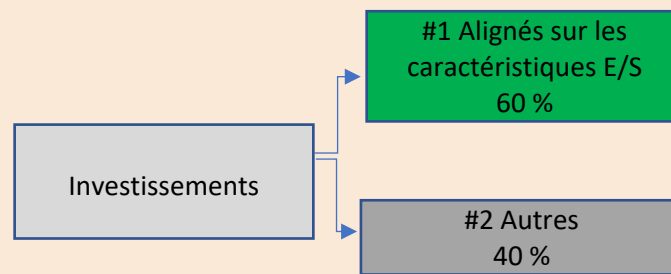 #1 Alignés sur les
caractéristiques E/S
60 %
Investissements
#2 Autres
40 %